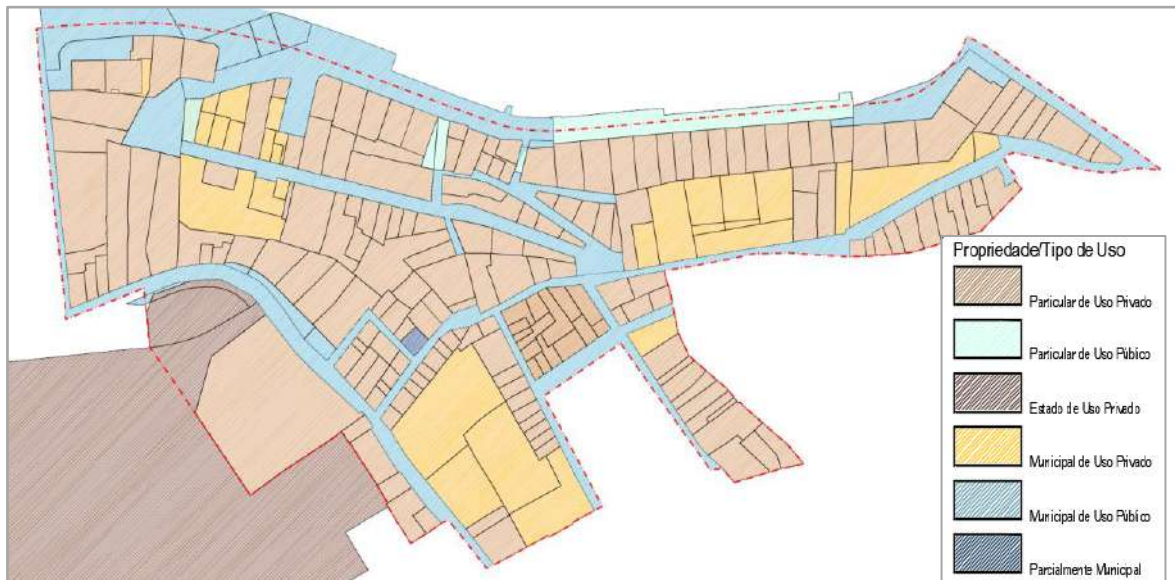 Propriedade/Tipo de Uso
Particular de Uso Privado
Particular de Uso Público
Estado de Uso Privado
Municipal de Uso Privado
Municipal de Uso Público
Parcialmente Municipal